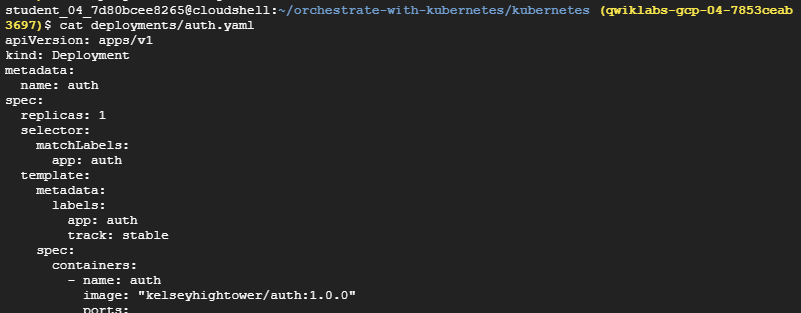 student_04_7d80bcee8265@cloudshell:~/orchestrate-with-kubernetes/kubernetes (qwiklabs-gcp-04-7853ceab
3697)$ cat deployments/auth.yaml
apiVersion: apps/v1
kind: Deployment
metadata:
  name: auth
spec:
  replicas: 1
  selector:
    matchLabels:
      app: auth
  template:
    metadata:
      labels:
        app: auth
        track: stable
    spec:
      containers:
        - name: auth
          image: "kelseyhightower/auth:1.0.0"
          ports: